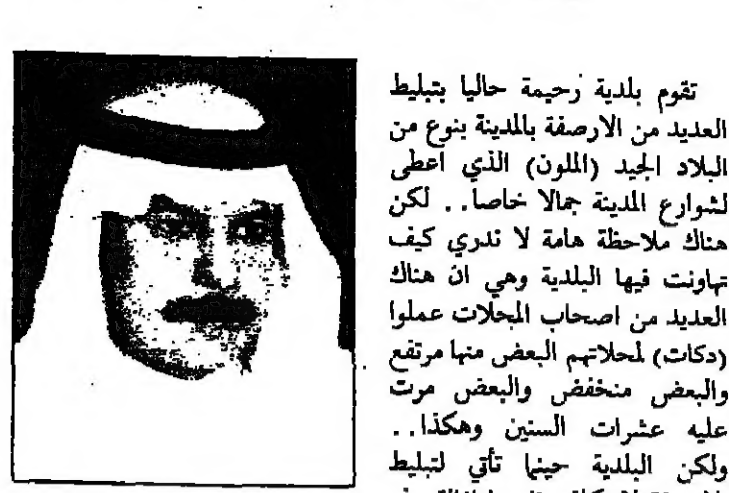 تقوم بلدية رحيمة حاليا بتبليط
العديد من الارصفة بالمدينة بنوع من
البلاد الجيد (الملون) الذي اعطى
لشوارع المدينة جمالا خاصا . . لكن
هناك ملاحظة هامة لا ندري كيف
تهاونت فيها البلدية وهي ان هناك
العديد من اصحاب المحلات عملوا
(دكات) لمحلاتهم البعض منها مرتفع
والبعض منخفض والبعض مرت
عليه عشرات السنين وهكذا . .
ولكن البلدية حينما تأتي لتبليط